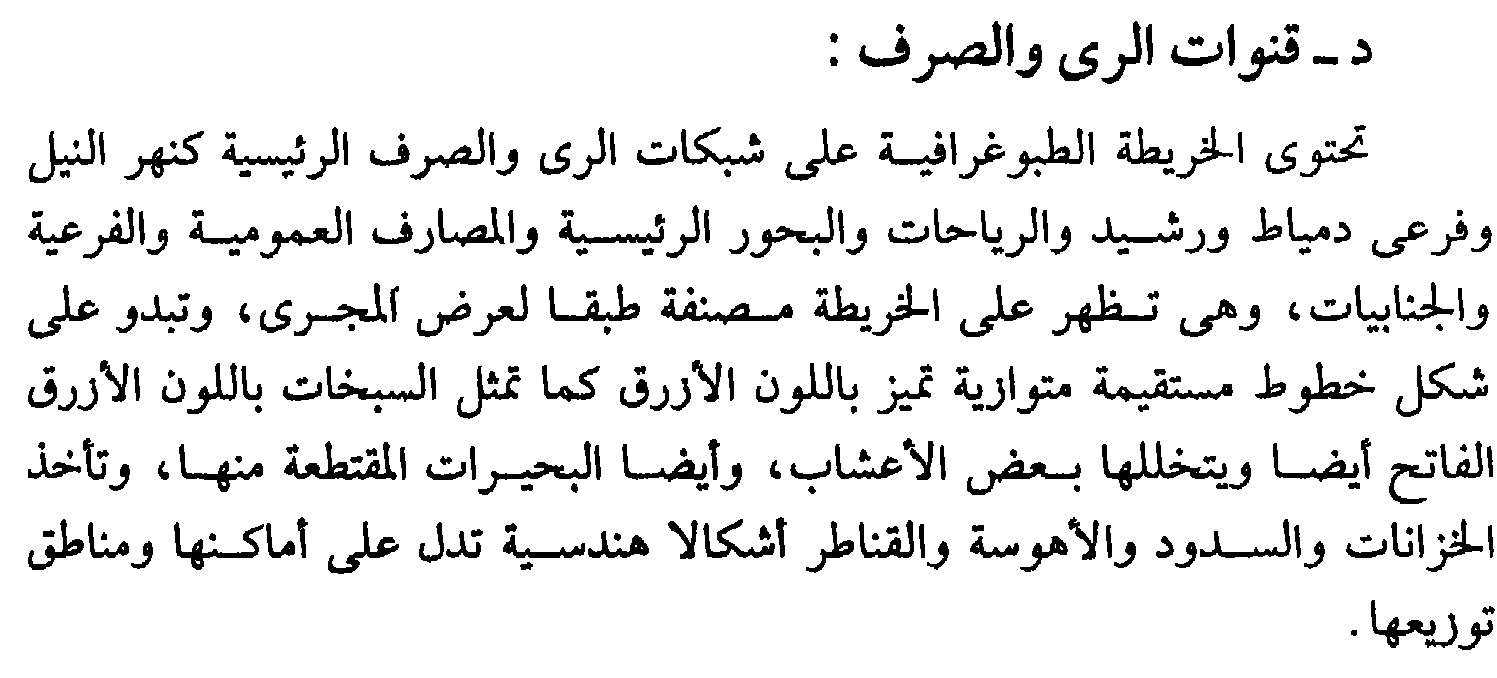 د ـ قنوات الرى والصرف :
تحتوى الخريطة الطبوغرافية على شبكات الرى والصرف الرئيسية كنهر النيل
وفرعى دمياط ورشيد والرياحات والبحور الرئيسية والمصارف العمومية والفرعية
والجنابيات، وهى تظهر على الخريطة مصنفة طبقا لعرض المجرى، وتبدو على
شكل خطوط مستقيمة متوازية تميز باللون الأزرق كما تمثل السبخات باللون الأزرق
الفاتح أيضا ويتخللها بعض الأعشاب، وأيضا البحيرات المقتطعة منها، وتأخذ
الخزانات والسدود والأهوسة والقناطر أشكالا هندسية تدل على أماكنها ومناطق
توزيعها.